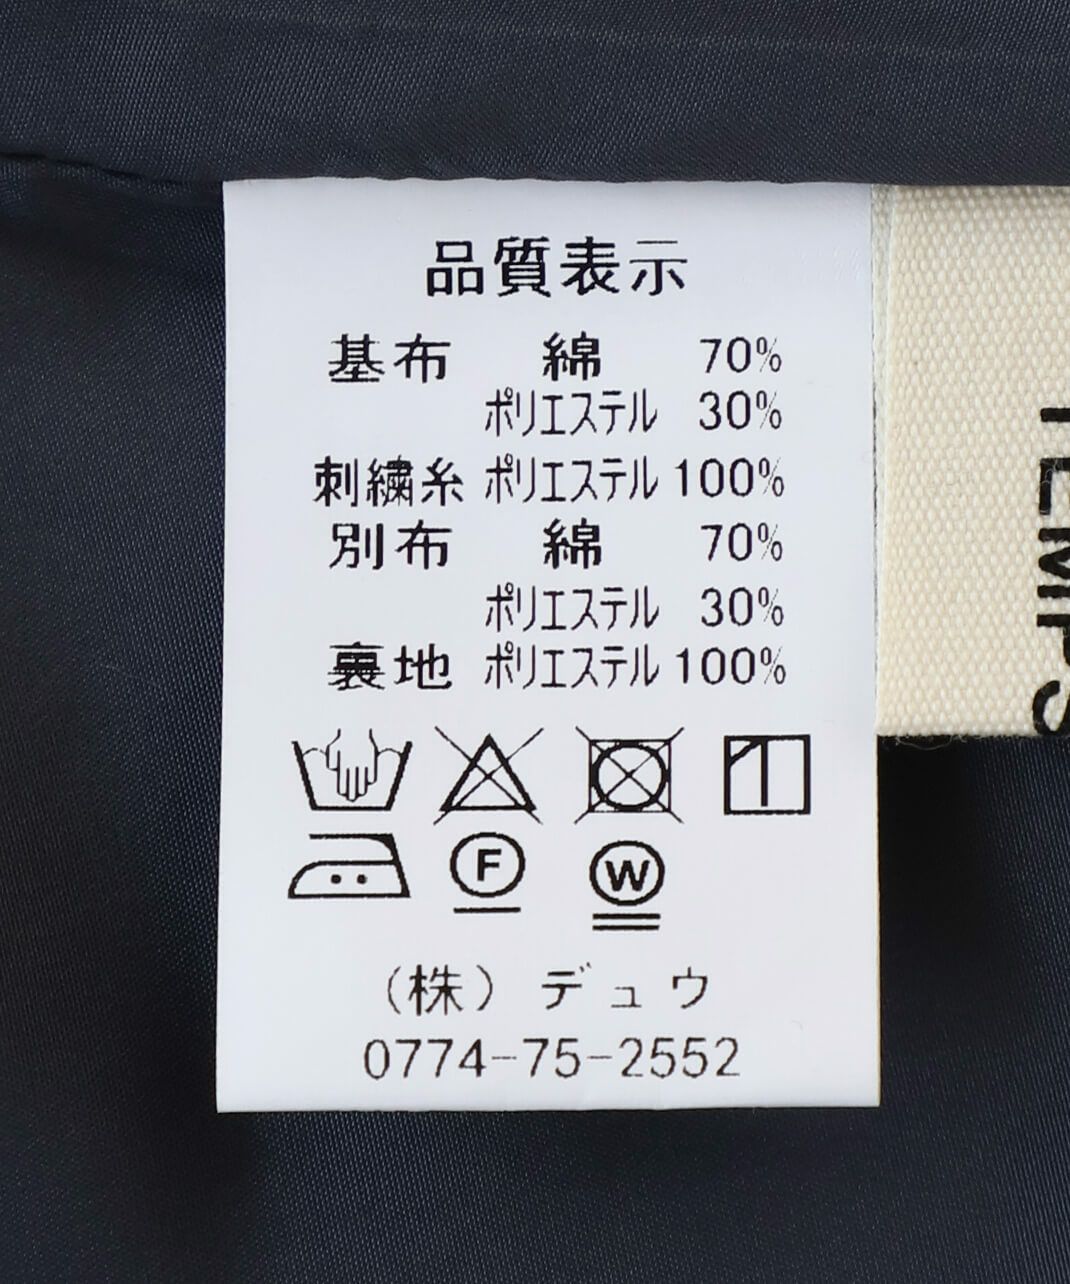 品質表示
基布 綿 70%
ポリエステル 30%
刺繍糸 ポリエステル 100%
別布 綿 70%
ポリエステル 30%
裏地 ポリエステル 100%
F
W
(株) デュウ
0774-75-2552
TEMPS